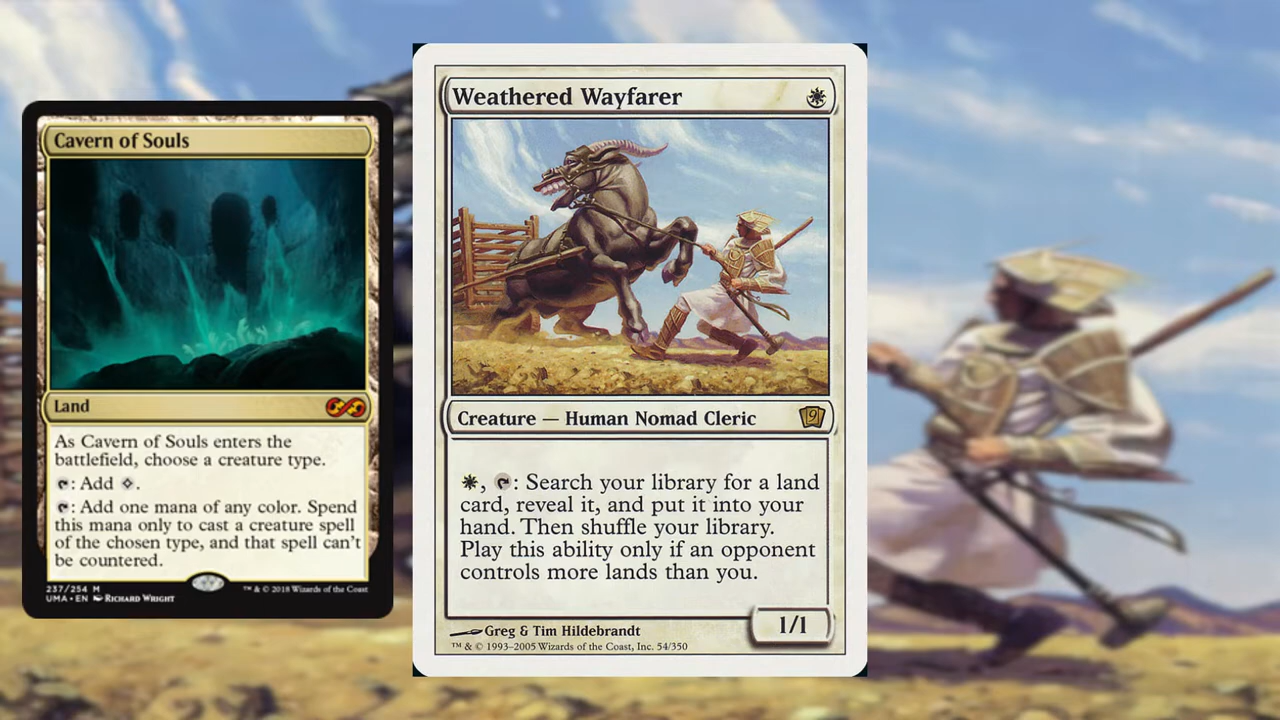 Cavern of Souls
Land
As Cavern of Souls enters the
battlefield, choose a creature type.
: Add .
: Add one mana of any color. Spend
this mana only to cast a creature spell
of the chosen type, and that spell can't
be countered.
237/254 M
UMA • EN Richard Wright
™ & © 2018 Wizards of the Coast
Weathered Wayfarer
Creature — Human Nomad Cleric
9
, : Search your library for a land
card, reveal it, and put it into your
hand. Then shuffle your library.
Play this ability only if an opponent
controls more lands than you.
1/1
Greg & Tim Hildebrandt
™ & © 1993–2005 Wizards of the Coast, Inc. 54/350